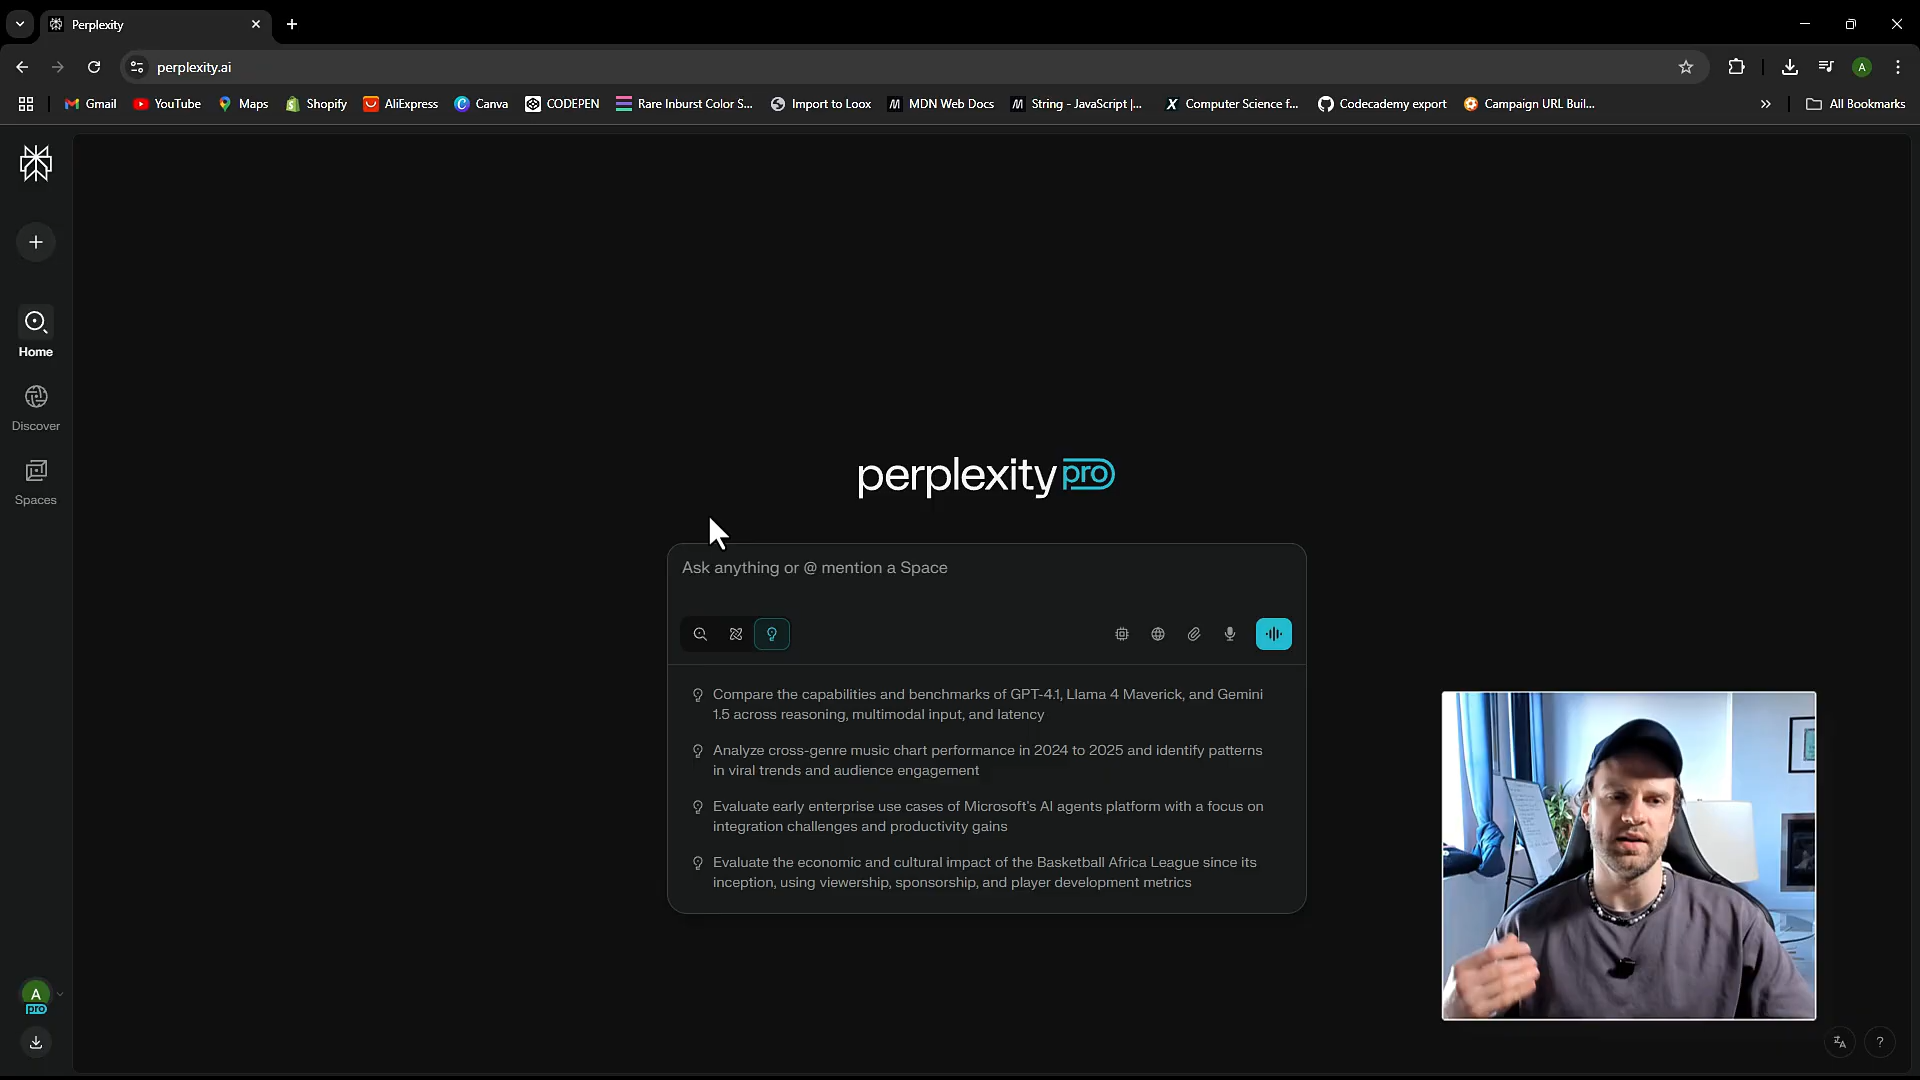 Perplexity
perplexity.ai
Gmail
YouTube
Maps
Shopify
AliExpress
Canva
CODEPEN
Rare Inburst Color S...
Import to Loox
MDN Web Docs
String - JavaScript |...
Computer Science f...
Codecademy export
Campaign URL Buil...
All Bookmarks
A
Home
Discover
Spaces
perplexity pro
Ask anything or @ mention a Space
Compare the capabilities and benchmarks of GPT-4.1, Llama 4 Maverick, and Gemini
1.5 across reasoning, multimodal input, and latency
Analyze cross-genre music chart performance in 2024 to 2025 and identify patterns
in viral trends and audience engagement
Evaluate early enterprise use cases of Microsoft's AI agents platform with a focus on
integration challenges and productivity gains
Evaluate the economic and cultural impact of the Basketball Africa League since its
inception, using viewership, sponsorship, and player development metrics
A
pro